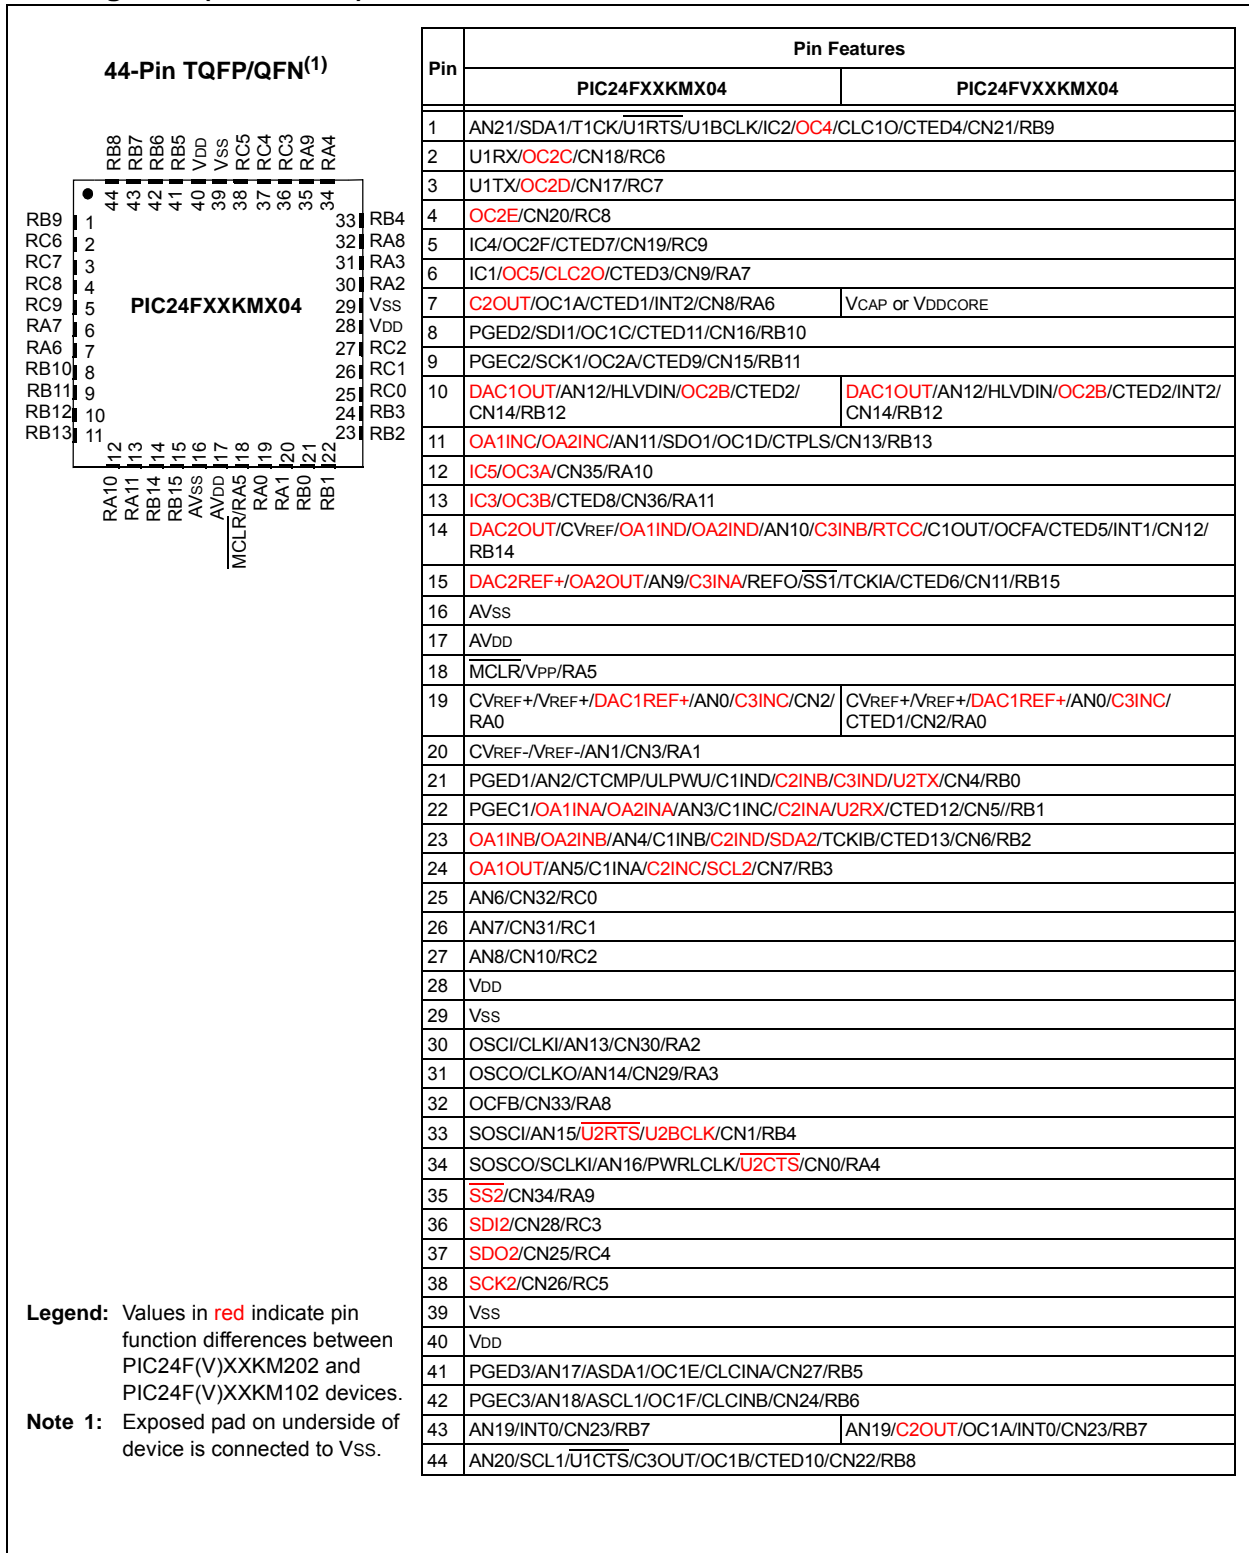 44-Pin TQFP/QFN(1)
RB8
RB7
RB6
RB5
VDD
VSS
RC5
RC4
RC3
RA9
RA4
44
43
42
41
40
39
38
37
36
35
34
RB9 1
RC6 2
RC7 3
RC8 4
RC9 5
RA7 6
RA6 7
RB10 8
RB11 9
RB12 10
RB13 11
PIC24FXXKMX04
33 RB4
32 RA8
31 RA3
30 RA2
29 VSS
28 VDD
27 RC2
26 RC1
25 RC0
24 RB3
23 RB2
12
13
14
15
16
17
18
19
20
21
22
RA10
RA11
RB14
RB15
AVSS
AVDD
MCLR/RA5
RA0
RA1
RB0
RB1
Pin Pin Features
PIC24FXXKMX04 PIC24FVXXKMX04
1 AN21/SDA1/T1CK/U1RTS/U1BCLK/IC2/OC4/CLC1O/CTED4/CN21/RB9
2 U1RX/OC2C/CN18/RC6
3 U1TX/OC2D/CN17/RC7
4 OC2E/CN20/RC8
5 IC4/OC2F/CTED7/CN19/RC9
6 IC1/OC5/CLC2O/CTED3/CN9/RA7
7 C2OUT/OC1A/CTED1/INT2/CN8/RA6 VCAP or VDDCORE
8 PGED2/SDI1/OC1C/CTED11/CN16/RB10
9 PGEC2/SCK1/OC2A/CTED9/CN15/RB11
10 DAC1OUT/AN12/HLVDIN/OC2B/CTED2/ DAC1OUT/AN12/HLVDIN/OC2B/CTED2/INT2/
CN14/RB12 CN14/RB12
11 OA1INC/OA2INC/AN11/SDO1/OC1D/CTPLS/CN13/RB13
12 IC5/OC3A/CN35/RA10
13 IC3/OC3B/CTED8/CN36/RA11
14 DAC2OUT/CVREF/OA1IND/OA2IND/AN10/C3INB/RTCC/C1OUT/OCFA/CTED5/INT1/CN12/
RB14
15 DAC2REF+/OA2OUT/AN9/C3INA/REFO/SS1/TCKIA/CTED6/CN11/RB15
16 AVSS
17 AVDD
18 MCLR/VPP/RA5
19 CVREF+/VREF+/DAC1REF+/AN0/C3INC/CN2/ CVREF+/VREF+/DAC1REF+/AN0/C3INC/
RA0 CTED1/CN2/RA0
20 CVREF-/VREF-/AN1/CN3/RA1
21 PGED1/AN2/CTCMP/ULPWU/C1IND/C2INB/C3IND/U2TX/CN4/RB0
22 PGEC1/OA1INA/OA2INA/AN3/C1INC/C2INA/U2RX/CTED12/CN5//RB1
23 OA1INB/OA2INB/AN4/C1INB/C2IND/SDA2/TCKIB/CTED13/CN6/RB2
24 OA1OUT/AN5/C1INA/C2INC/SCL2/CN7/RB3
25 AN6/CN32/RC0
26 AN7/CN31/RC1
27 AN8/CN10/RC2
28 VDD
29 VSS
30 OSCI/CLKI/AN13/CN30/RA2
31 OSCO/CLKO/AN14/CN29/RA3
32 OCFB/CN33/RA8
33 SOSCI/AN15/U2RTS/U2BCLK/CN1/RB4
34 SOSCO/SCLKI/AN16/PWRLCLK/U2CTS/CN0/RA4
35 SS2/CN34/RA9
36 SDI2/CN28/RC3
37 SDO2/CN25/RC4
38 SCK2/CN26/RC5
39 VSS
40 VDD
41 PGED3/AN17/ASDA1/OC1E/CLCINA/CN27/RB5
42 PGEC3/AN18/ASCL1/OC1F/CLCINB/CN24/RB6
43 AN19/INT0/CN23/RB7 AN19/C2OUT/OC1A/INT0/CN23/RB7
44 AN20/SCL1/U1CTS/C3OUT/OC1B/CTED10/CN22/RB8
Legend: Values in red indicate pin
function differences between
PIC24F(V)XXKM202 and
PIC24F(V)XXKM102 devices.
Note 1: Exposed pad on underside of
device is connected to VSS.